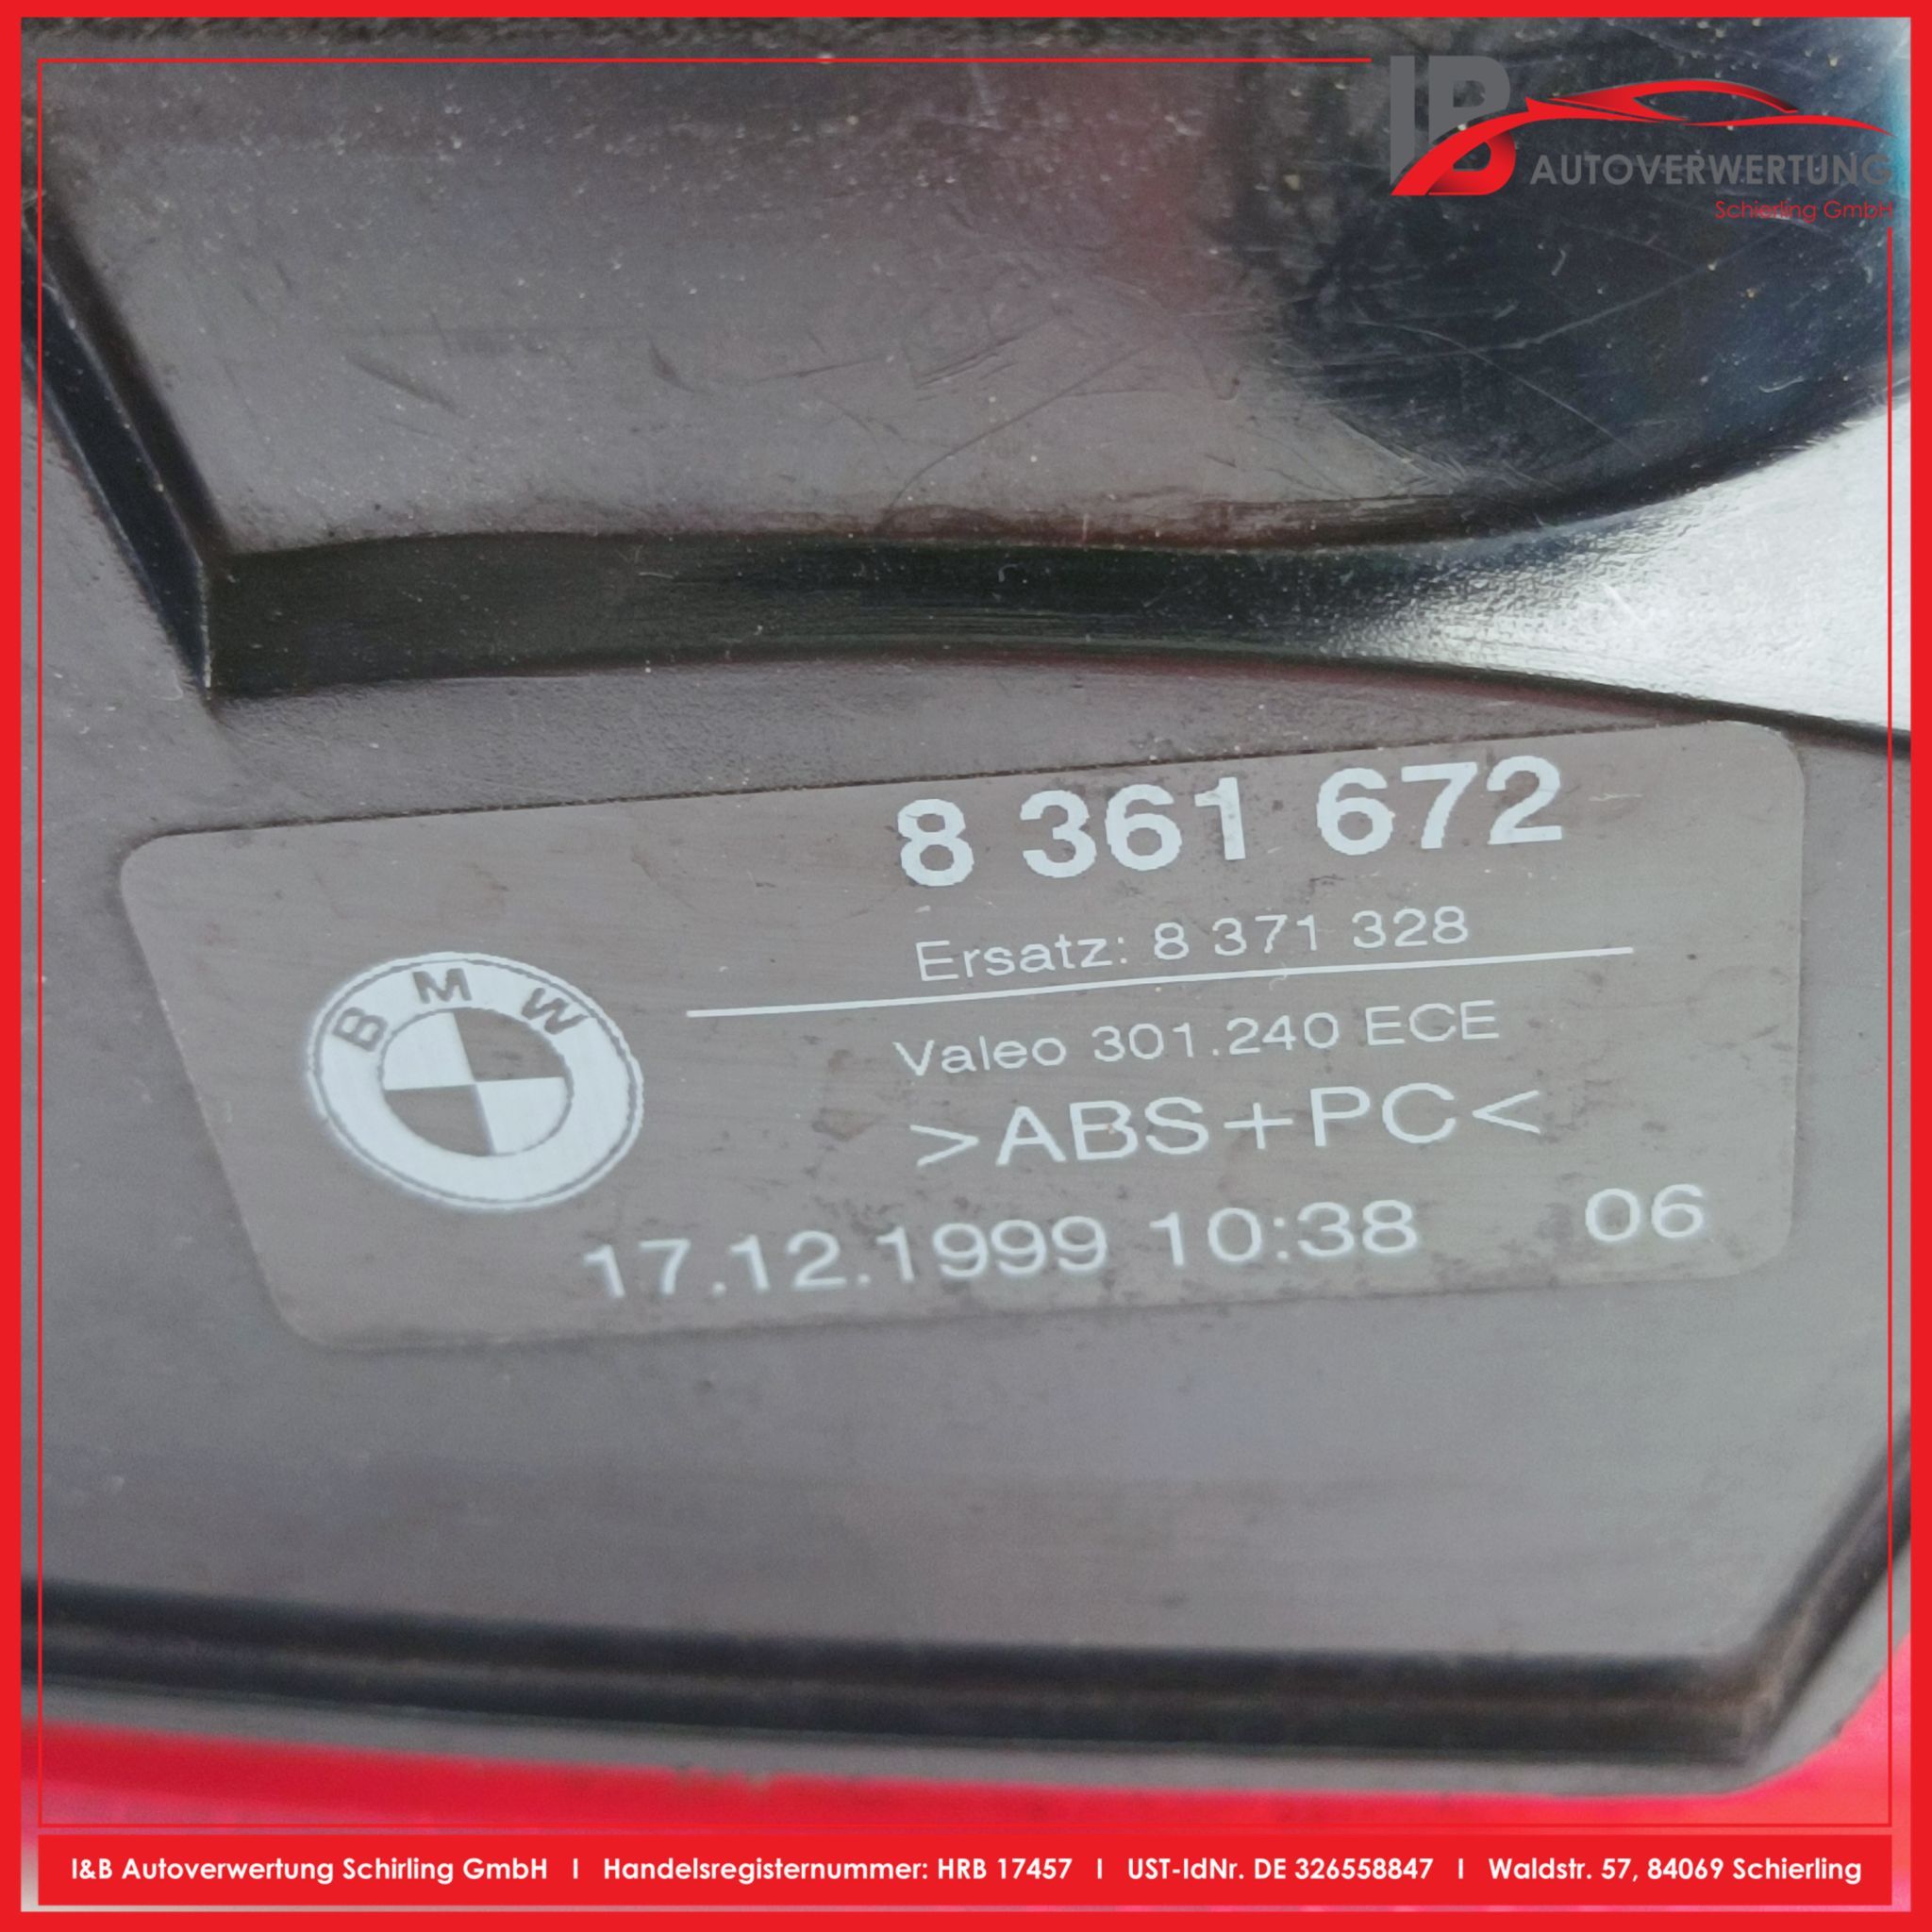 IB
AUTOVERWERTUNG
Schierling GmbH
8 361 672
Ersatz: 8 371 328
BMW
Valeo 301.240 ECE
>ABS+PC<
17.12.1999 10:38 06
I&B Autoverwertung Schirling GmbH I Handelsregisternummer: HRB 17457 I UST-IdNr. DE 326558847 I Waldstr. 57, 84069 Schierling